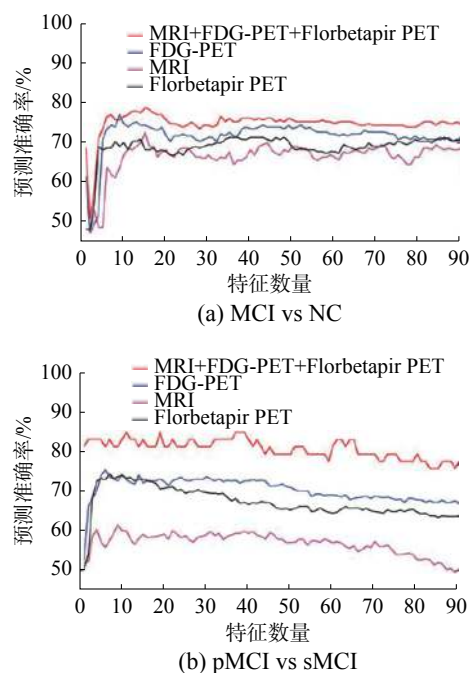 MRI+FDG-PET+Florbetapir PET
FDG-PET
MRI
Florbetapir PET
预测准确率/%
100
90
80
70
60
50
0 10 20 30 40 50 60 70 80 90
特征数量
(a) MCI vs NC
MRI+FDG-PET+Florbetapir PET
FDG-PET
MRI
Florbetapir PET
预测准确率/%
100
90
80
70
60
50
0 10 20 30 40 50 60 70 80 90
特征数量
(b) pMCI vs sMCI